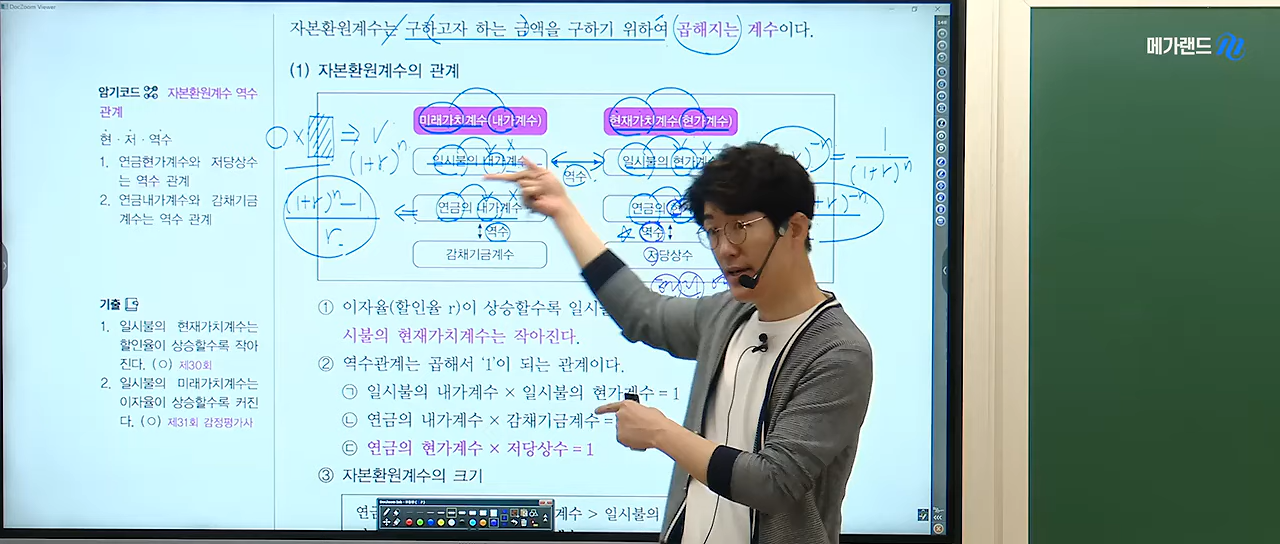 Doc2oom Viewer
자본환원계수는 구하고자 하는 금액을 구하기 위하여 곱해지는 계수이다.
(1) 자본환원계수의 관계
암기코드 자본환원계수 역수 관계
현·저·역수
1. 연금현가계수와 저당상수
는 역수 관계
2. 연금내가계수와 감채기금
계수는 역수 관계
미래가치계수(내가계수)
현재가치계수(현가계수)
(1+r)^n
일시불의 내가계수
역수
일시불의 현가계수
= 1/(1+r)^n
(1+r)^n - 1 / r
연금의 내가계수
연금의
역수
역수
감채기금계수
저당상수
기출
1. 일시불의 현재가치계수는
할인율이 상승할수록 작아
진다. (○) 제30회
2. 일시불의 미래가치계수는
이자율이 상승할수록 커진
다. (○) 제31회 감정평가사
① 이자율(할인율 r)이 상승할수록
시불의 현재가치계수는 작아진다.
② 역수관계는 곱해서 '1'이 되는 관계이다.
㉠ 일시불의 내가계수 × 일시불의 현가계수 = 1
㉡ 연금의 내가계수 × 감채기금계수 =
㉢ 연금의 현가계수 × 저당상수 = 1
③ 자본환원계수의 크기
계수 > 일시불의
메가랜드